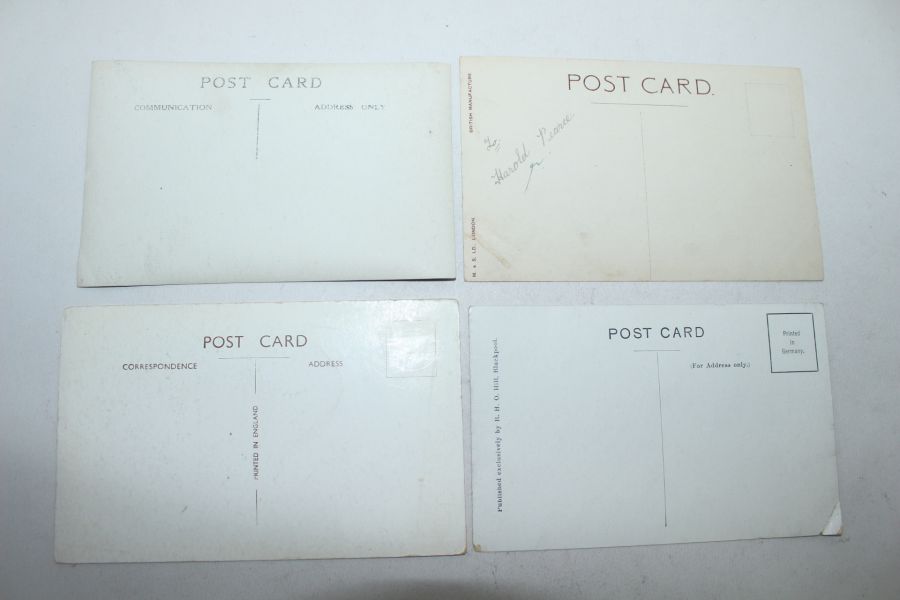 POST CARD
COMMUNICATION
ADDRESS ONLY
POST CARD.
BRITISH MANUFACTURE
To
Harold Pearce
M & S LD. LONDON
POST CARD
CORRESPONDENCE
ADDRESS
PRINTED IN ENGLAND
POST CARD
(For Address only.)
Printed
in
Germany.
Published exclusively by R. H. O. Hill, Blackpool.